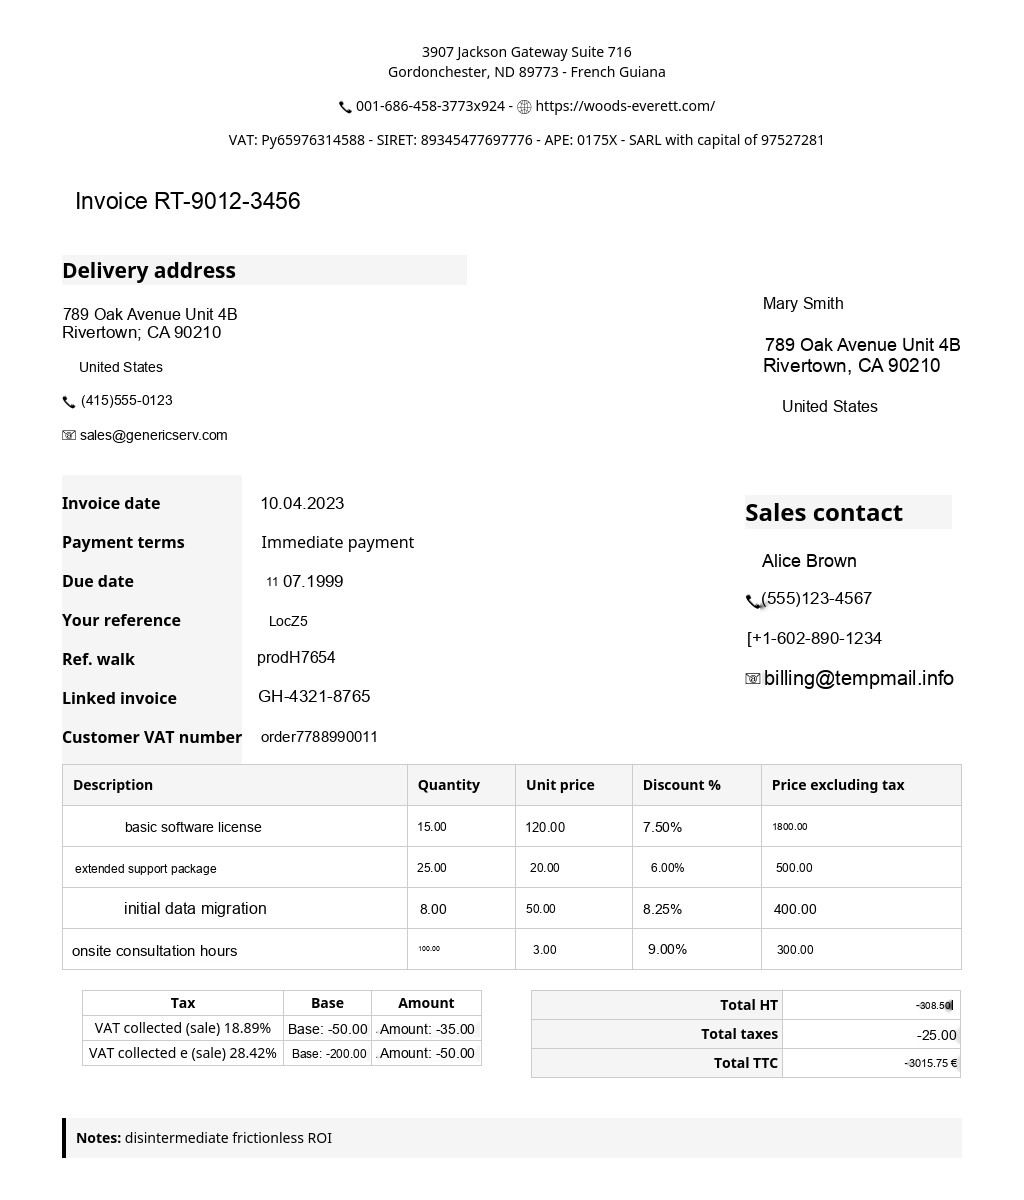 3907 Jackson Gateway Suite 716
Gordonchester, ND 89773 - French Guiana
001-686-458-3773x924 - https://woods-everett.com/
VAT: Py65976314588 - SIRET: 89345477697776 - APE: 0175X - SARL with capital of 97527281
Invoice RT-9012-3456
Delivery address
789 Oak Avenue Unit 4B
Rivertown; CA 90210
United States
(415)555-0123
sales@genericserv.com
Mary Smith
789 Oak Avenue Unit 4B
Rivertown, CA 90210
United States
Invoice date 10.04.2023
Payment terms Immediate payment
Due date 11 07.1999
Your reference LocZ5
Ref. walk prodH7654
Linked invoice GH-4321-8765
Customer VAT number order7788990011
Sales contact
Alice Brown
(555)123-4567
[+1-602-890-1234
billing@tempmail.info
Description Quantity Unit price Discount % Price excluding tax
basic software license 15.00 120.00 7.50% 1800.00
extended support package 25.00 20.00 6.00% 500.00
initial data migration 8.00 50.00 8.25% 400.00
onsite consultation hours 100.00 3.00 9.00% 300.00
Tax Base Amount
VAT collected (sale) 18.89% Base: -50.00 Amount: -35.00
VAT collected e (sale) 28.42% Base: -200.00 Amount: -50.00
Total HT
Total taxes -25.00
Total TTC -3015.75 €
Notes: disintermediate frictionless ROI